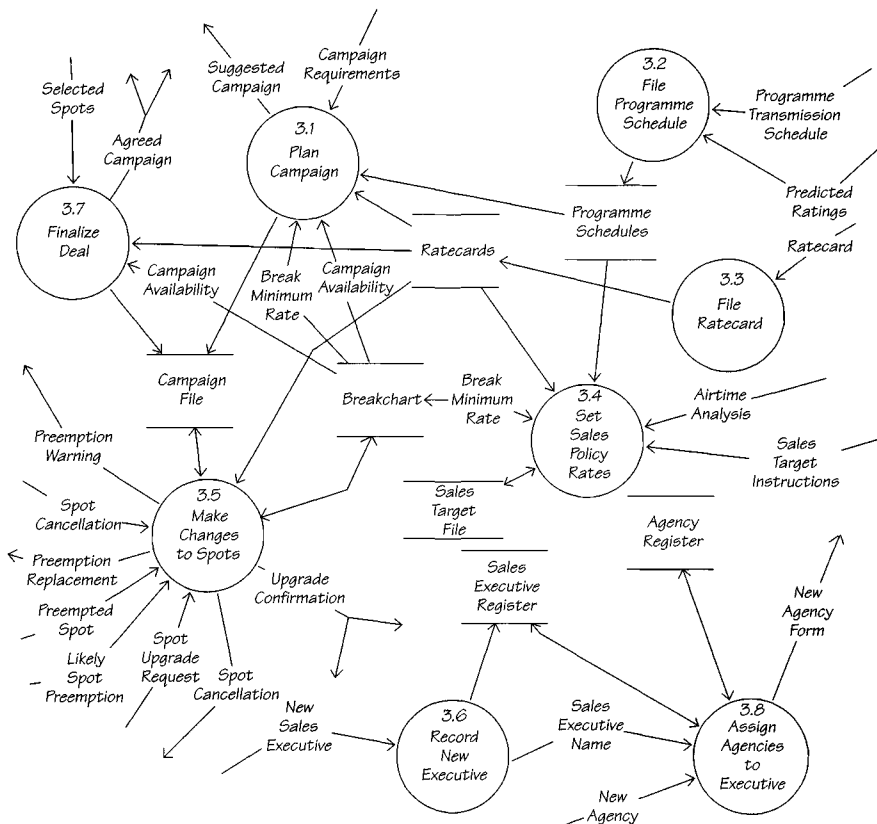 Selected
Spots
Agreed
Campaign
Suggested
Campaign
Campaign
Requirements
3.1
Plan
Campaign
3.2
File
Programme
Schedule
Programme
Transmission
Schedule
Predicted
Ratings
3.7
Finalize
Deal
Campaign
Availability
Break
Minimum
Rate
Campaign
Availability
Ratecards
Programme
Schedules
Ratecard
3.3
File
Ratecard
Campaign
File
Breakchart
Break
Minimum
Rate
3.4
Set
Sales
Policy
Rates
Airtime
Analysis
Sales
Target
Instructions
Preemption
Warning
Spot
Cancellation
Preemption
Replacement
Preempted
Spot
Likely
Spot
Preemption
Spot
Upgrade
Request
Spot
Cancellation
3.5
Make
Changes
to Spots
Upgrade
Confirmation
Sales
Target
File
Sales
Executive
Register
Agency
Register
New
Agency
Form
New
Sales
Executive
3.6
Record
New
Executive
Sales
Executive
Name
3.8
Assign
Agencies
to
Executive
New
Agency